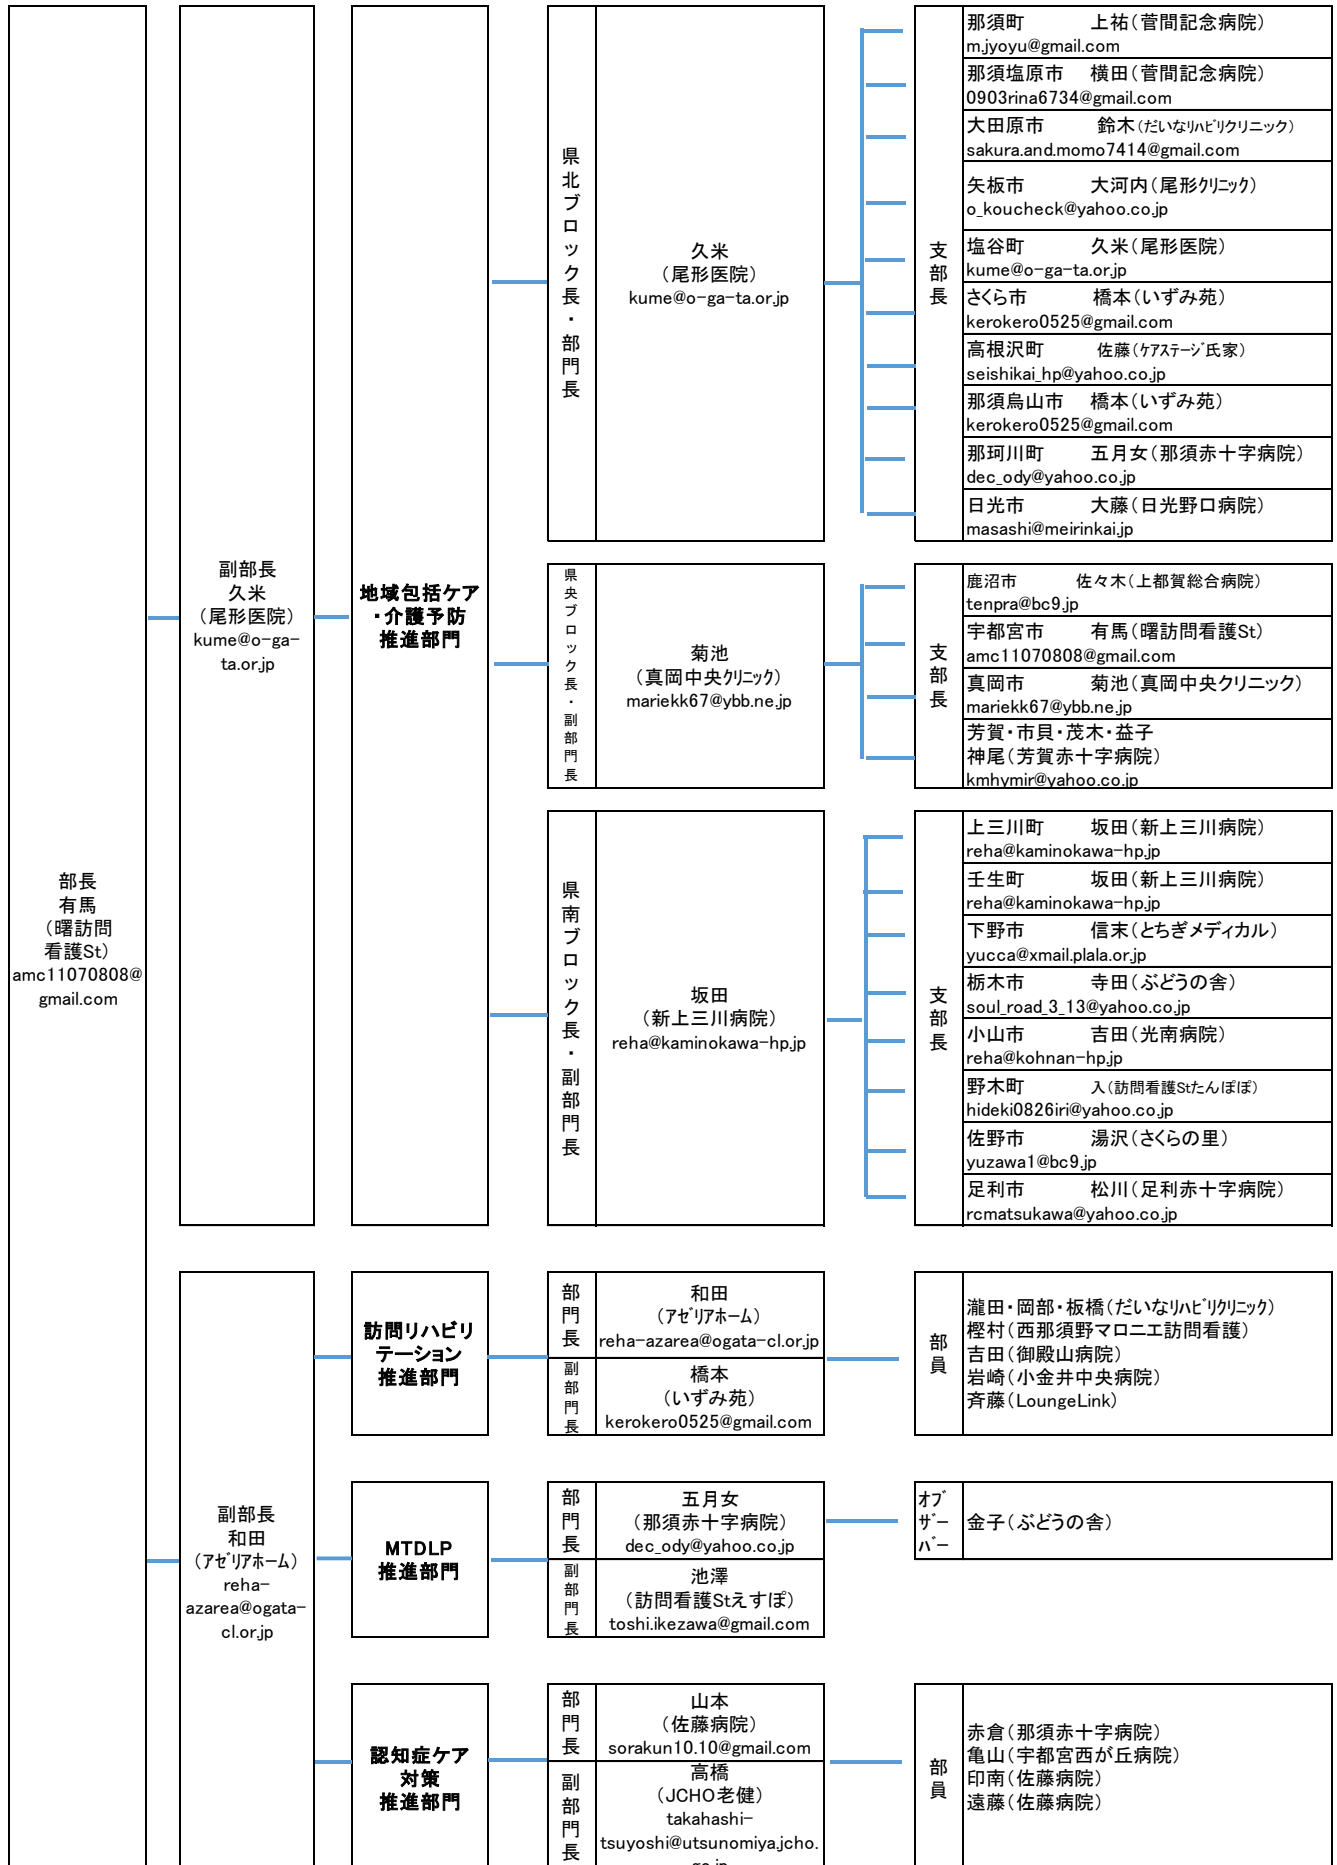 部長
有馬
（曙訪問
看護St）
amc11070808@
gmail.com
副部長
久米
（尾形医院）
kume@o-ga-
ta.or.jp
地域包括ケア
・介護予防
推進部門
県北ブロック長・部門長
久米
（尾形医院）
kume@o-ga-ta.or.jp
支部長
那須町 上祐（菅間記念病院）
m.jyoyu@gmail.com
那須塩原市 横田（菅間記念病院）
0903rina6734@gmail.com
大田原市 鈴木（だいなリハビリクリニック）
sakura.and.momo7414@gmail.com
矢板市 大河内（尾形クリニック）
o_koucheck@yahoo.co.jp
塩谷町 久米（尾形医院）
kume@o-ga-ta.or.jp
さくら市 橋本（いずみ苑）
kerokero0525@gmail.com
高根沢町 佐藤（ケアステージ氏家）
seishikai_hp@yahoo.co.jp
那須烏山市 橋本（いずみ苑）
kerokero0525@gmail.com
那珂川町 五月女（那須赤十字病院）
dec_ody@yahoo.co.jp
日光市 大藤（日光野口病院）
masashi@meirinkai.jp
県央ブロック長・副部門長
菊池
（真岡中央クリニック）
mariekk67@ybb.ne.jp
支部長
鹿沼市 佐々木（上都賀総合病院）
tenpra@bc9.jp
宇都宮市 有馬（曙訪問看護St）
amc11070808@gmail.com
真岡市 菊池（真岡中央クリニック）
mariekk67@ybb.ne.jp
芳賀・市貝・茂木・益子
神尾（芳賀赤十字病院）
kmhymir@yahoo.co.jp
県南ブロック長・副部門長
坂田
（新上三川病院）
reha@kaminokawa-hp.jp
支部長
上三川町 坂田（新上三川病院）
reha@kaminokawa-hp.jp
壬生町 坂田（新上三川病院）
reha@kaminokawa-hp.jp
下野市 信末（とちぎメディカル）
yucca@xmail.plala.or.jp
栃木市 寺田（ぶどうの舎）
soul_road_3_13@yahoo.co.jp
小山市 吉田（光南病院）
reha@kohnan-hp.jp
野木町 入（訪問看護Stたんぽぽ）
hideki0826iri@yahoo.co.jp
佐野市 湯沢（さくらの里）
yuzawa1@bc9.jp
足利市 松川（足利赤十字病院）
rcmatsukawa@yahoo.co.jp
副部長
和田
（アゼリアホーム）
reha-
azarea@ogata-
cl.or.jp
訪問リハビリ
テーション
推進部門
部門長
和田
（アゼリアホーム）
reha-azarea@ogata-cl.or.jp
副部門長
橋本
（いずみ苑）
kerokero0525@gmail.com
部員
瀧田・岡部・板橋（だいなリハビリクリニック）
樫村（西那須野マロニエ訪問看護）
吉田（御殿山病院）
岩崎（小金井中央病院）
斉藤（LoungeLink）
MTDLP
推進部門
部門長
五月女
（那須赤十字病院）
dec_ody@yahoo.co.jp
副部門長
池澤
（訪問看護Stえすぽ）
toshi.ikezawa@gmail.com
オブ
ザー
バー
金子（ぶどうの舎）
認知症ケア
対策
推進部門
部門長
山本
（佐藤病院）
sorakun10.10@gmail.com
副部門長
高橋
（JCHO老健）
takahashi-
tsuyoshi@utsunomiya.jcho.
go.jp
部員
赤倉（那須赤十字病院）
亀山（宇都宮西が丘病院）
印南（佐藤病院）
遠藤（佐藤病院）